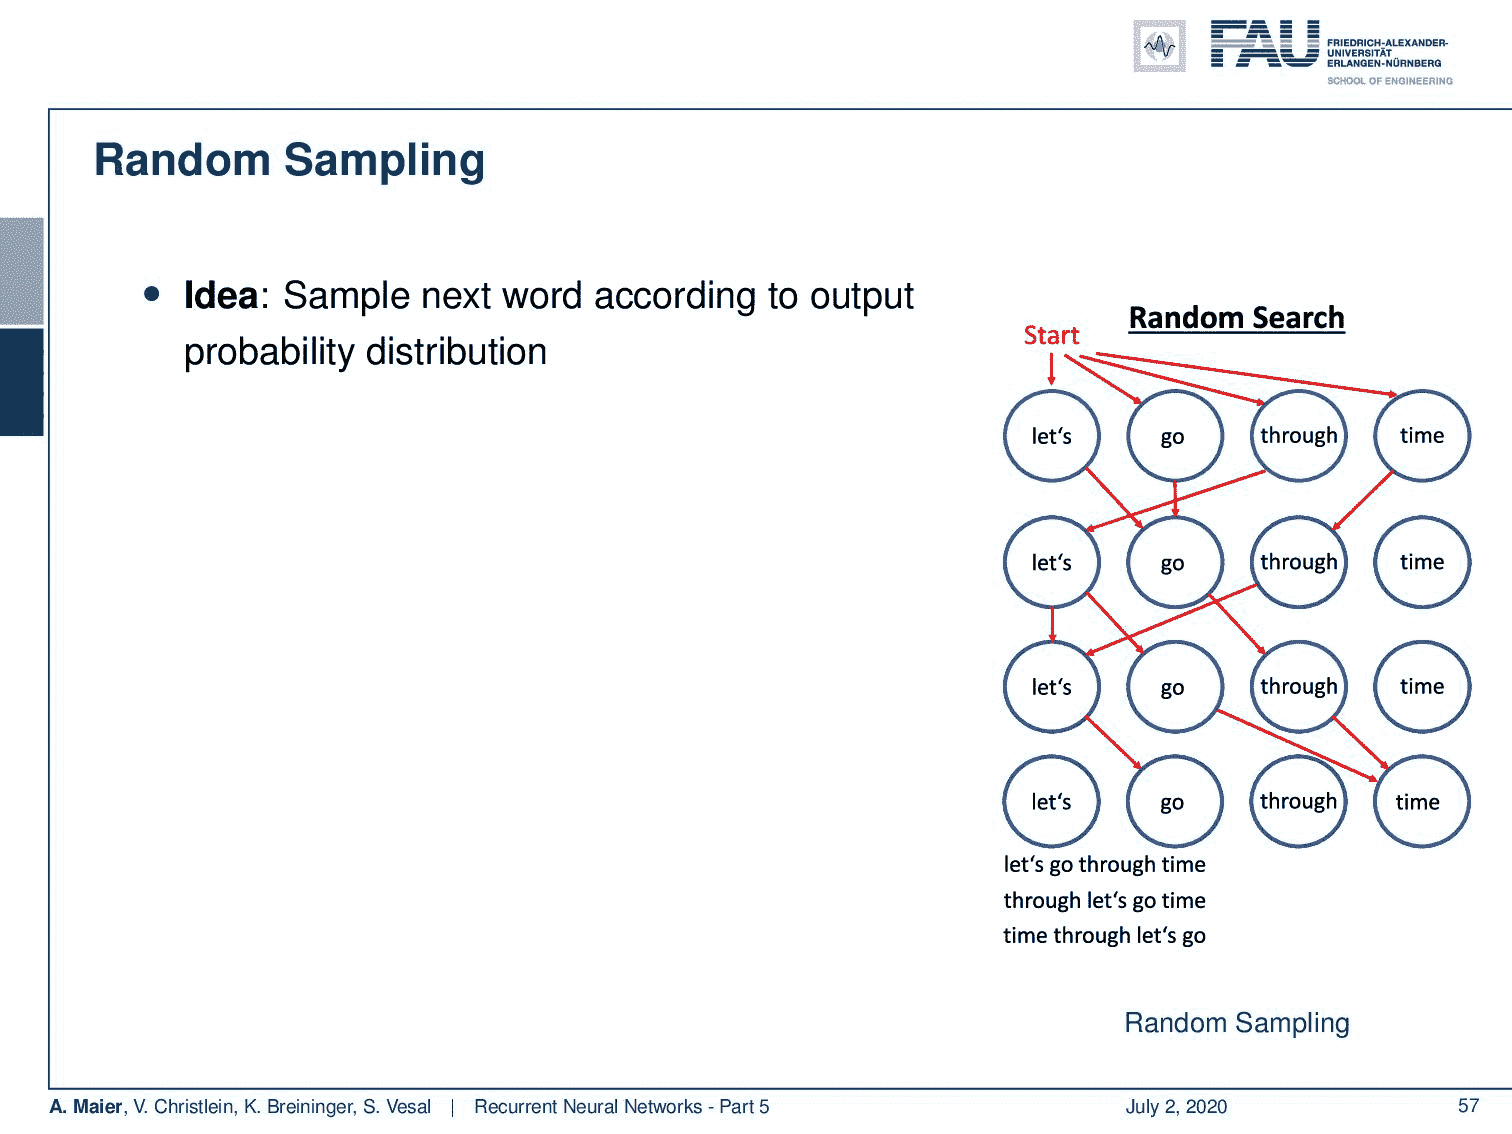 FAU
FRIEDRICH-ALEXANDER-
UNIVERSITÄT
ERLANGEN-NÜRNBERG
SCHOOL OF ENGINEERING
Random Sampling
• Idea: Sample next word according to output
probability distribution
Random Search
Start
let‘s go through time
let‘s go through time
let‘s go through time
let‘s go through time
let‘s go through time
through let‘s go time
time through let‘s go
Random Sampling
A. Maier, V. Christlein, K. Breininger, S. Vesal | Recurrent Neural Networks - Part 5 July 2, 2020 57